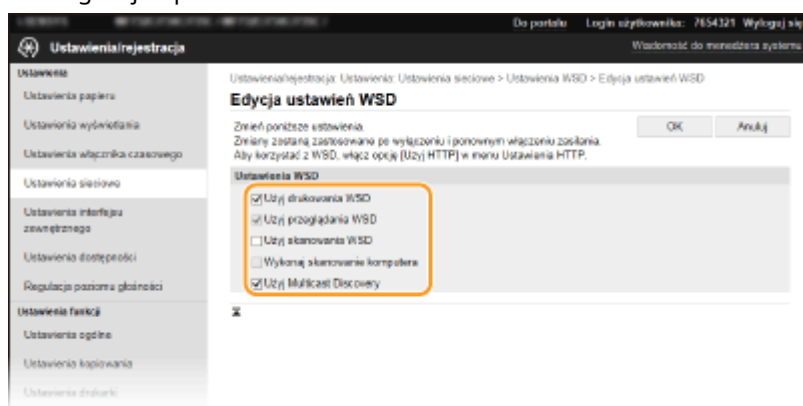 Do portalu Login użytkownika: 7654321 Wyloguj się
Ustawienia/rejestracja
Wiadomość do menedżera systemu
Ustawienia
Ustawienia papieru
Ustawienia wyświetlania
Ustawienia włącznika czasowego
Ustawienia sieciowe
Ustawienia interfejsu
zewnętrznego
Ustawienia dostępności
Regulacja poziomu głośności
Ustawienia funkcji
Ustawienia ogólne
Ustawienia kopiowania
Ustawienia drukarki
Ustawienia/rejestracja: Ustawienia: Ustawienia sieciowe > Ustawienia WSD > Edycja ustawień WSD
Edycja ustawień WSD
Zmień poniższe ustawienia.
Zmiany zostaną zastosowane po wyłączeniu i ponownym włączeniu zasilania.
Aby korzystać z WSD, włącz opcję [Użyj HTTP] w menu Ustawienia HTTP.
OK Anuluj
Ustawienia WSD
Użyj drukowania WSD
Użyj przeglądania WSD
Użyj skanowania WSD
Wykonaj skanowanie komputera
Użyj Multicast Discovery